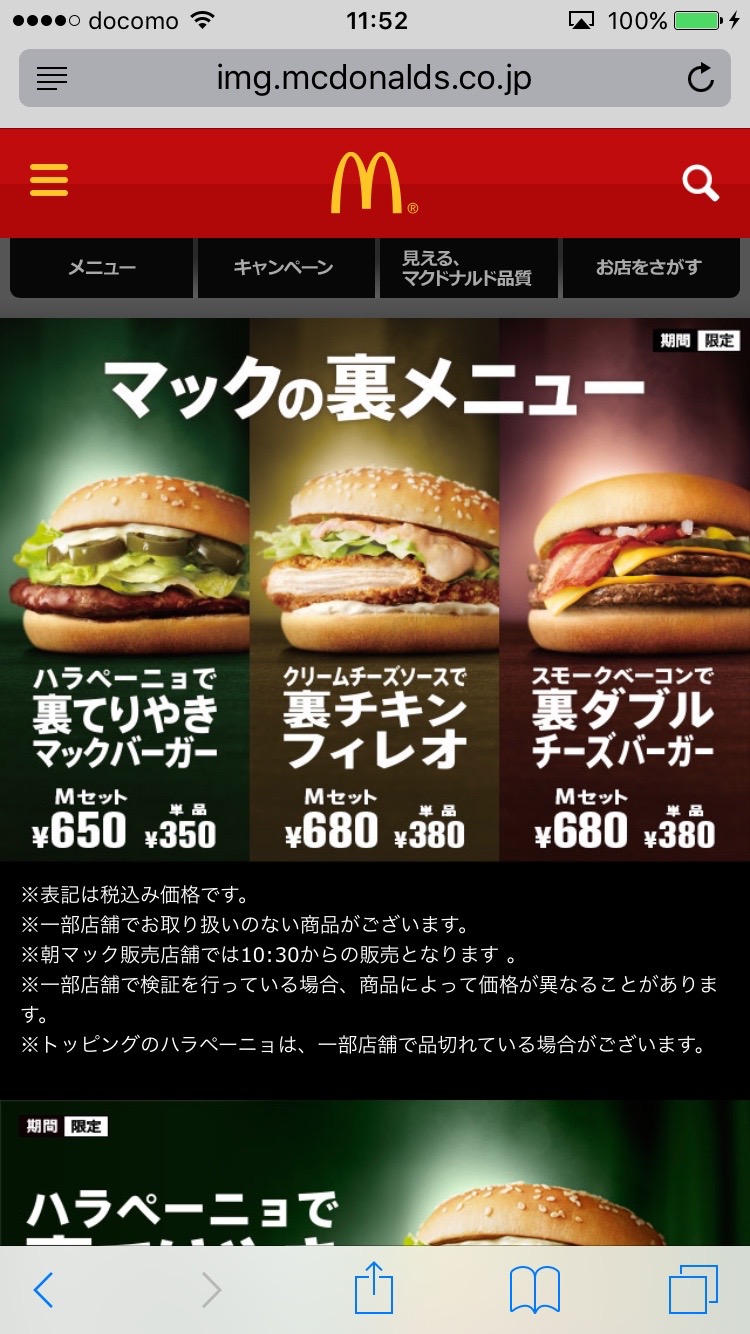 docomo 11:52 100%
img.mcdonalds.co.jp
M®
メニュー
キャンペーン
見える、
マクドナルド品質
お店をさがす
期間 限定
マックの裏メニュー
ハラペーニョで
裏てりやき
マックバーガー
Mセット 単品
¥650 ¥350
クリームチーズソースで
裏チキン
フィレオ
Mセット 単品
¥680 ¥380
スモークベーコンで
裏ダブル
チーズバーガー
Mセット 単品
¥680 ¥380
※表記は税込み価格です。
※一部店舗でお取り扱いのない商品がございます。
※朝マック販売店舗では10:30からの販売となります 。
※一部店舗で検証を行っている場合、商品によって価格が異なることがありま
す。
※トッピングのハラペーニョは、一部店舗で品切れている場合がございます。
期間 限定
ハラペーニョで
裏てりやき